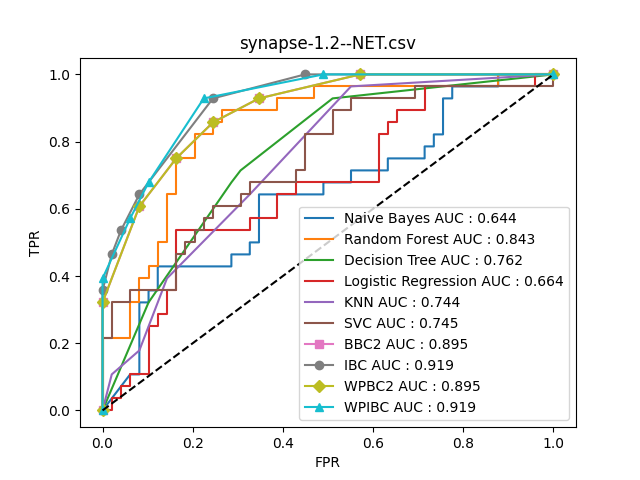 synapse-1.2--NET.csv
1.0
0.8
0.6
0.4
0.2
0.0
TPR
Naive Bayes AUC : 0.644
Random Forest AUC : 0.843
Decision Tree AUC : 0.762
Logistic Regression AUC : 0.664
KNN AUC : 0.744
SVC AUC : 0.745
BBC2 AUC : 0.895
IBC AUC : 0.919
WPBC2 AUC : 0.895
WPIBC AUC : 0.919
0.0 0.2 0.4 0.6 0.8 1.0
FPR